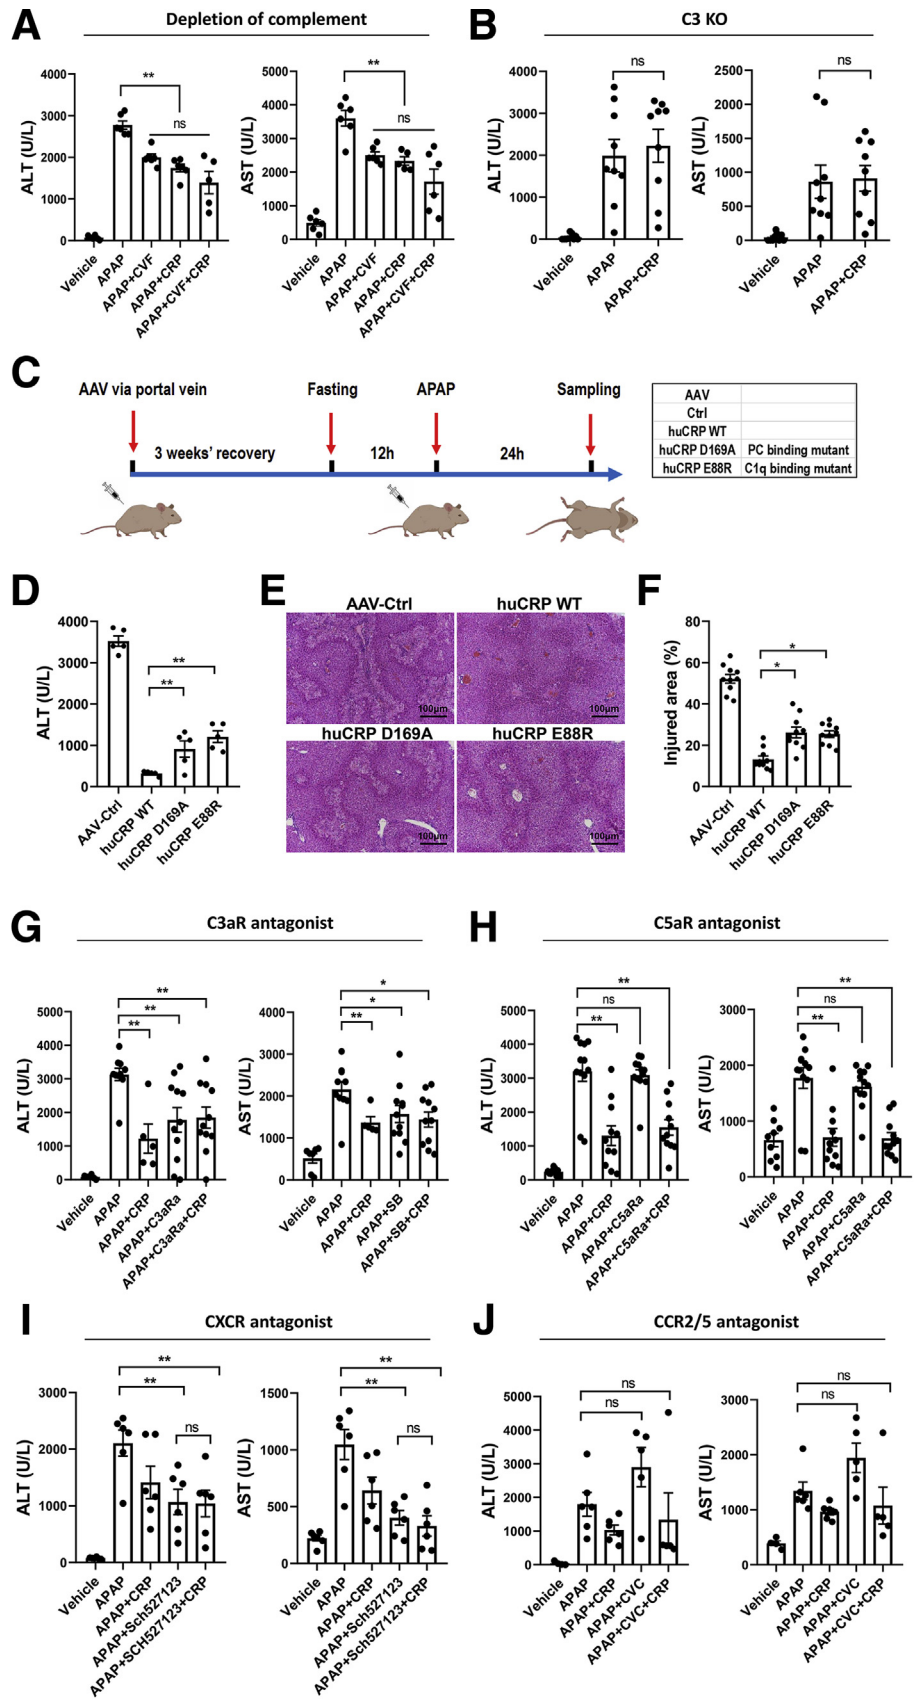 A
Depletion of complement
B
C3 KO
ALT (U/L)
4000
3000
2000
1000
0
**
ns
Vehicle
APAP
APAP+CVF
APAP+CRP
APAP+CVF+CRP
AST (U/L)
5000
4000
3000
2000
1000
0
**
ns
Vehicle
APAP
APAP+CVF
APAP+CRP
APAP+CVF+CRP
ALT (U/L)
4000
3000
2000
1000
0
ns
Vehicle
APAP
APAP+CRP
AST (U/L)
2500
2000
1500
1000
500
0
ns
Vehicle
APAP
APAP+CRP
C
AAV via portal vein
Fasting
APAP
Sampling
3 weeks' recovery
12h
24h
AAV
Ctrl
huCRP WT
huCRP D169A PC binding mutant
huCRP E88R C1q binding mutant
D
ALT (U/L)
4000
3000
2000
1000
0
**
**
AAV-Ctrl
huCRP WT
huCRP D169A
huCRP E88R
E
AAV-Ctrl
huCRP WT
100μm
100μm
huCRP D169A
huCRP E88R
100μm
100μm
F
Injured area (%)
80
60
40
20
0
*
*
AAV-Ctrl
huCRP WT
huCRP D169A
huCRP E88R
G
C3aR antagonist
ALT (U/L)
5000
4000
3000
2000
1000
0
**
**
**
Vehicle
APAP
APAP+CRP
APAP+C3aRa
APAP+C3aRa+CRP
AST (U/L)
4000
3000
2000
1000
0
*
*
**
Vehicle
APAP
APAP+CRP
APAP+SB
APAP+SB+CRP
H
C5aR antagonist
ALT (U/L)
5000
4000
3000
2000
1000
0
**
ns
**
Vehicle
APAP
APAP+CRP
APAP+C5aRa
APAP+C5aRa+CRP
AST (U/L)
3000
2000
1000
0
**
ns
**
Vehicle
APAP
APAP+CRP
APAP+C5aRa
APAP+C5aRa+CRP
I
CXCR antagonist
ALT (U/L)
3000
2000
1000
0
**
**
ns
Vehicle
APAP
APAP+CRP
APAP+Sch527123
APAP+SCH527123+CRP
AST (U/L)
1500
1000
500
0
**
**
ns
Vehicle
APAP
APAP+CRP
APAP+Sch527123
APAP+Sch527123+CRP
J
CCR2/5 antagonist
ALT (U/L)
5000
4000
3000
2000
1000
0
ns
ns
Vehicle
APAP
APAP+CRP
APAP+CVC
APAP+CVC+CRP
AST (U/L)
3000
2000
1000
0
ns
ns
Vehicle
APAP
APAP+CRP
APAP+CVC
APAP+CVC+CRP